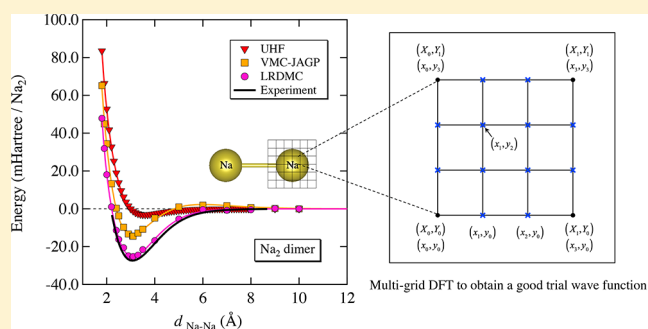 Energy (mHartree / Na₂)
100.0
80.0
60.0
40.0
20.0
0.0
-20.0
-40.0
2 4 6 8 10 12
d Na-Na (Å)
UHF
VMC-JAGP
LRDMC
Experiment
Na Na
Na₂ dimer
(X₀,Y₁) (X₁,Y₁)
(x₀,y₃) (x₃,y₃)
(x₁,y₂)
(X₀,Y₀) (x₁,y₀) (x₂,y₀) (X₁,Y₀)
(x₀,y₀) (x₃,y₀)
Multi-grid DFT to obtain a good trial wave function